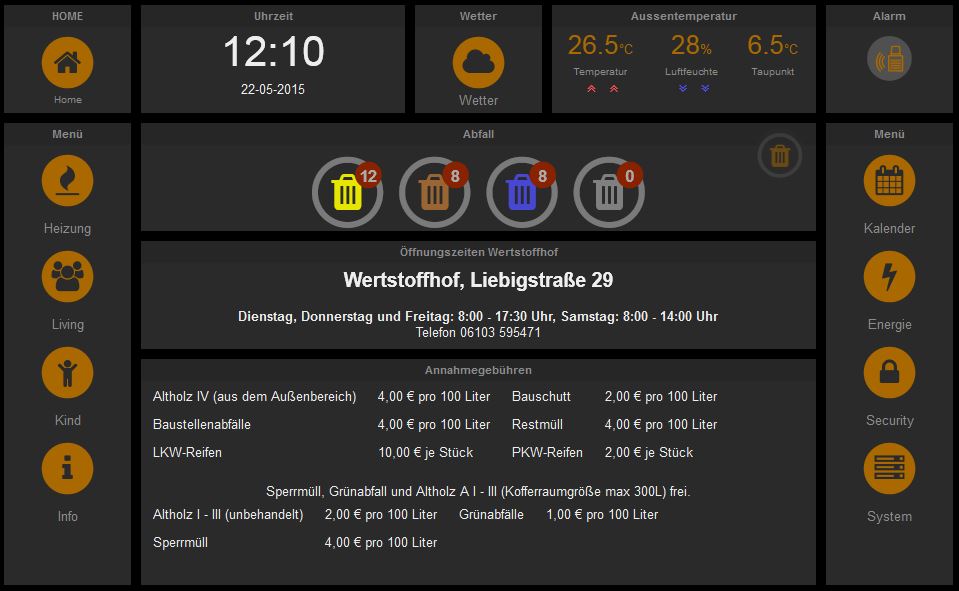 HOME
Home
Uhrzeit
12:10
22-05-2015
Wetter
Wetter
Aussentemperatur
26.5°C 28% 6.5°C
Temperatur Luftfeuchte Taupunkt
Alarm
Menü
Heizung
Living
Kind
Info
Abfall
12 8 8 0
Öffnungszeiten Wertstoffhof
Wertstoffhof, Liebigstraße 29
Dienstag, Donnerstag und Freitag: 8:00 - 17:30 Uhr, Samstag: 8:00 - 14:00 Uhr
Telefon 06103 595471
Annahmegebühren
Altholz IV (aus dem Außenbereich) 4,00 € pro 100 Liter Bauschutt 2,00 € pro 100 Liter
Baustellenabfälle 4,00 € pro 100 Liter Restmüll 4,00 € pro 100 Liter
LKW-Reifen 10,00 € je Stück PKW-Reifen 2,00 € je Stück
Sperrmüll, Grünabfall und Altholz A I - III (Kofferraumgröße max 300L) frei.
Altholz I - III (unbehandelt) 2,00 € pro 100 Liter Grünabfälle 1,00 € pro 100 Liter
Sperrmüll 4,00 € pro 100 Liter
Menü
Kalender
Energie
Security
System